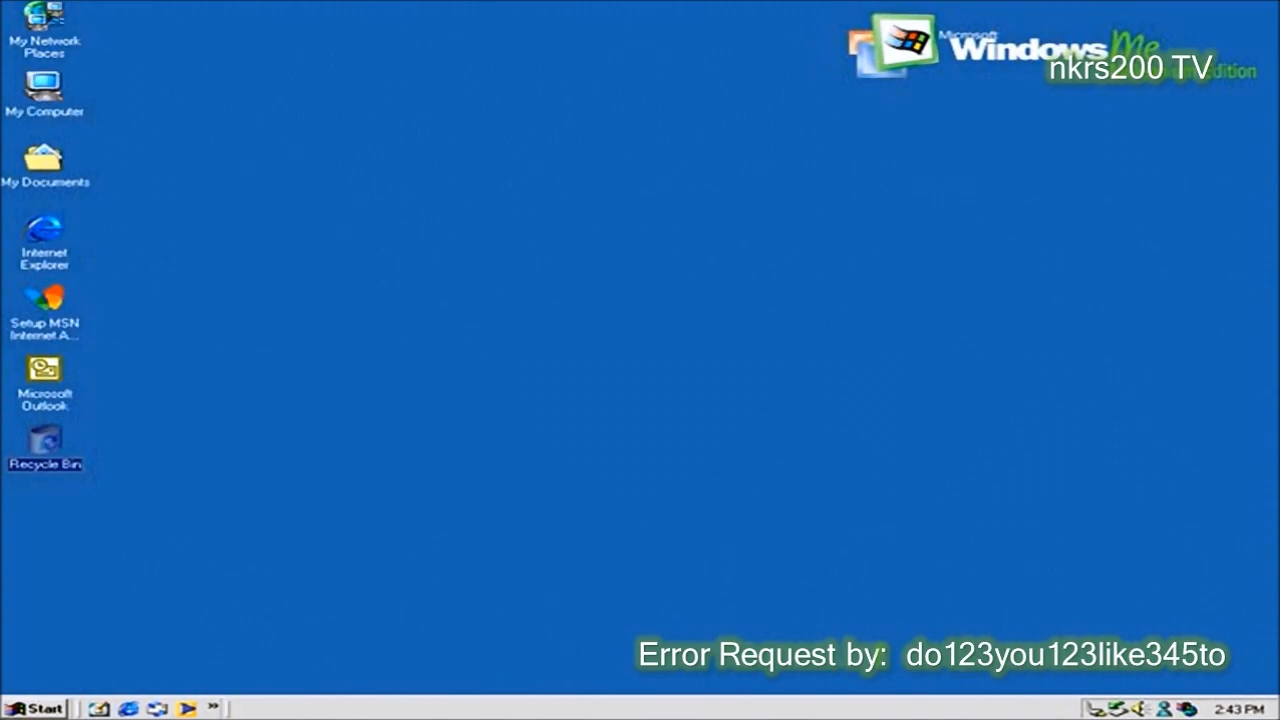 My Network
Places
My Computer
My Documents
Internet
Explorer
Setup MSN
Internet A...
Microsoft
Outlook
Recycle Bin
Microsoft
Windows Me
nkrs200 TV
Edition
Error Request by: do123you123like345to
Start
2:43 PM